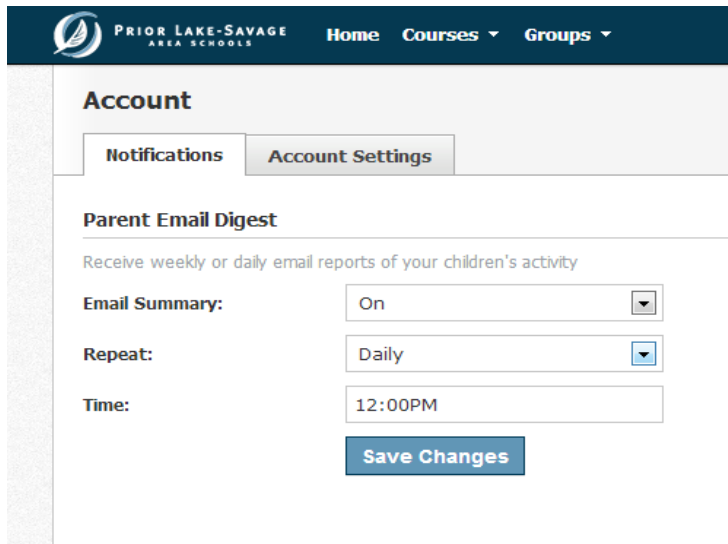 PRIOR LAKE-SAVAGE
AREA SCHOOLS
Home Courses Groups
Account
Notifications Account Settings
Parent Email Digest
Receive weekly or daily email reports of your children's activity
Email Summary: On
Repeat: Daily
Time: 12:00PM
Save Changes